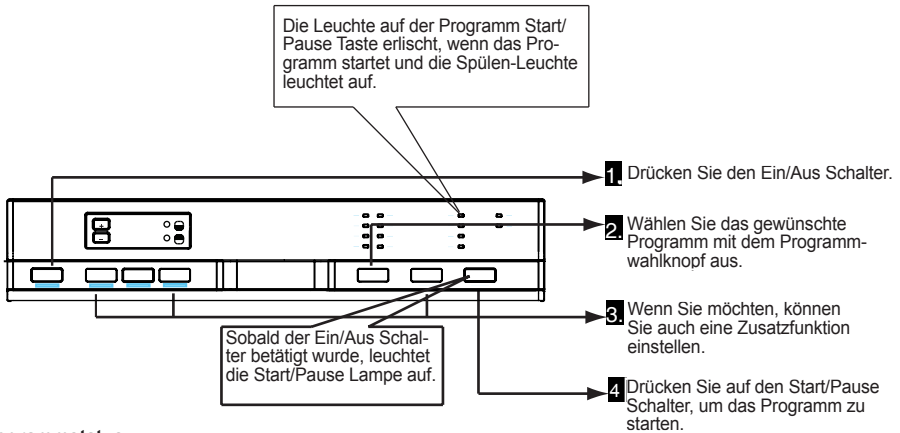 Die Leuchte auf der Programm Start/
Pause Taste erlischt, wenn das Pro-
gramm startet und die Spülen-Leuchte
leuchtet auf.
1. Drücken Sie den Ein/Aus Schalter.
2. Wählen Sie das gewünschte
Programm mit dem Programm-
wahlknopf aus.
3. Wenn Sie möchten, können
Sie auch eine Zusatzfunktion
einstellen.
Sobald der Ein/Aus Schal-
ter betätigt wurde, leuchtet
die Start/Pause Lampe auf.
4 Drücken Sie auf den Start/Pause
Schalter, um das Programm zu
starten.